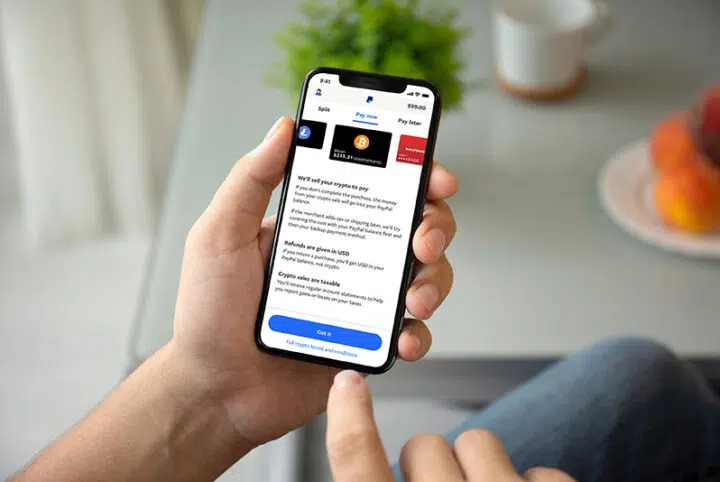 9:41
$99.00
Split
Pay now
Pay later
Bitcoin
$211.21
We'll sell your crypto to pay
If you don't complete the purchase, the money
from your crypto sale will go into your PayPal
balance.
If the merchant adds tax or shipping later, we'll try
covering the cost with your PayPal balance first and
then your backup payment method.
Refunds are given in USD
If you return a purchase, you'll get USD in your
PayPal balance, not crypto.
Crypto sales are taxable
You'll receive regular account statements to help
you report gains or losses on your taxes.
Got it
Full crypto terms and conditions